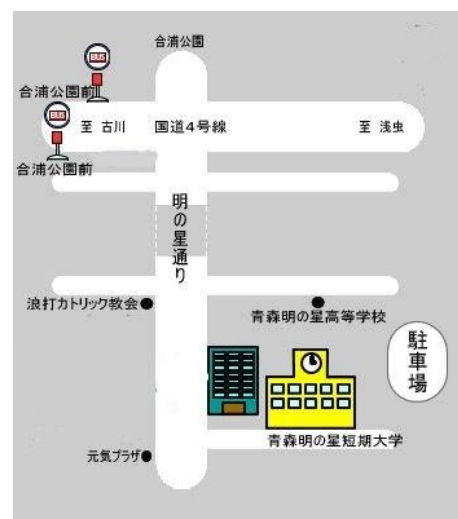 合浦公園
BUS
合浦公園前
BUS
至 古川
国道4号線
至 浅虫
合浦公園前
明の星通り
浪打カトリック教会
青森明の星高等学校
駐車場
青森明の星短期大学
元気プラザ